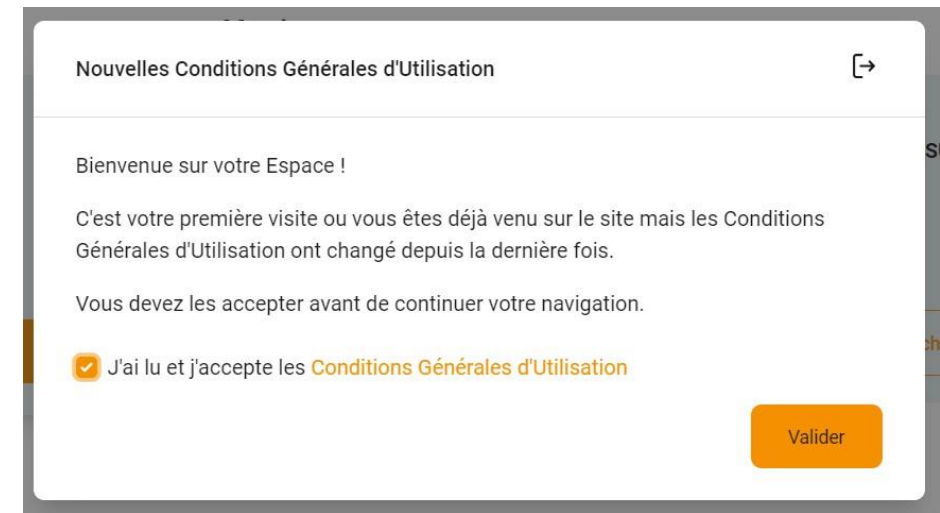 Nouvelles Conditions Générales d'Utilisation
Bienvenue sur votre Espace !
C'est votre première visite ou vous êtes déjà venu sur le site mais les Conditions
Générales d'Utilisation ont changé depuis la dernière fois.
Vous devez les accepter avant de continuer votre navigation.
J'ai lu et j'accepte les Conditions Générales d'Utilisation
Valider